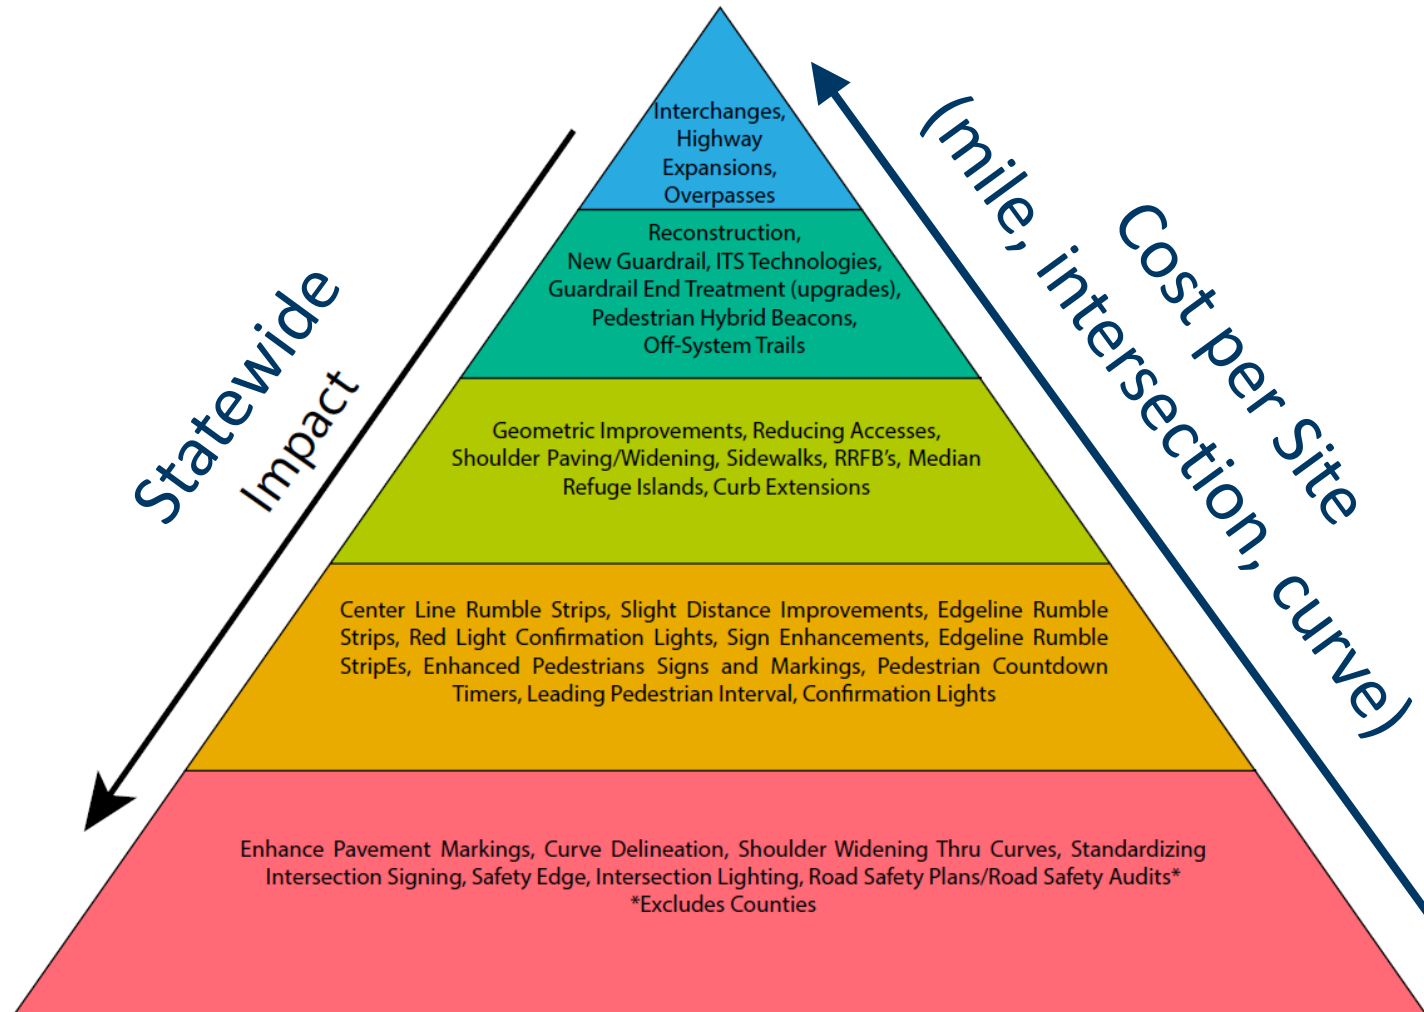 Interchanges,
Highway
Expansions,
Overpasses
Reconstruction,
New Guardrail, ITS Technologies,
Guardrail End Treatment (upgrades),
Pedestrian Hybrid Beacons,
Off-System Trails
Geometric Improvements, Reducing Accesses,
Shoulder Paving/Widening, Sidewalks, RRFB's, Median
Refuge Islands, Curb Extensions
Center Line Rumble Strips, Slight Distance Improvements, Edgeline Rumble
Strips, Red Light Confirmation Lights, Sign Enhancements, Edgeline Rumble
StripEs, Enhanced Pedestrians Signs and Markings, Pedestrian Countdown
Timers, Leading Pedestrian Interval, Confirmation Lights
Enhance Pavement Markings, Curve Delineation, Shoulder Widening Thru Curves, Standardizing
Intersection Signing, Safety Edge, Intersection Lighting, Road Safety Plans/Road Safety Audits*
*Excludes Counties
Statewide
Impact
Cost per Site
(mile, intersection, curve)